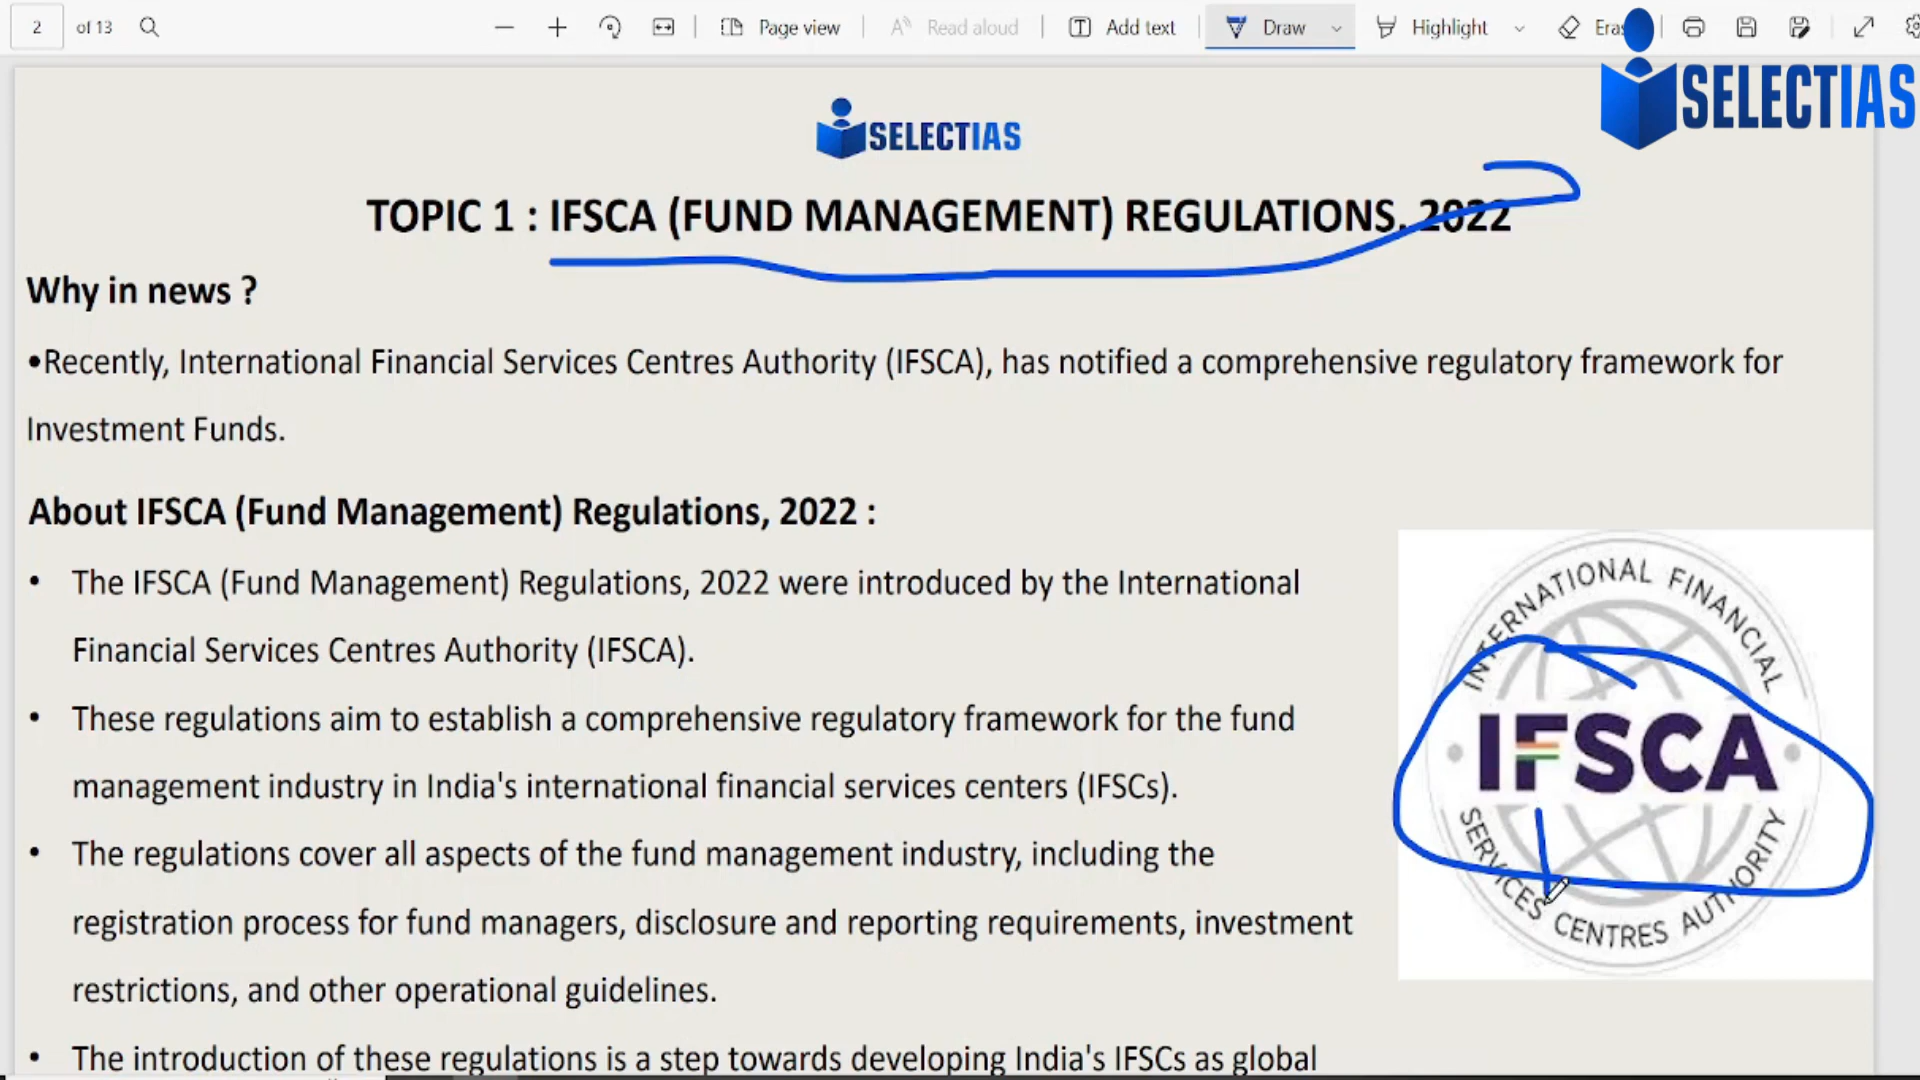 2 of 13 Page view Read aloud Add text Draw Highlight
SELECTIAS
SELECTIAS
TOPIC 1 : IFSCA (FUND MANAGEMENT) REGULATIONS, 2022
Why in news ?
•Recently, International Financial Services Centres Authority (IFSCA), has notified a comprehensive regulatory framework for
Investment Funds.
About IFSCA (Fund Management) Regulations, 2022 :
• The IFSCA (Fund Management) Regulations, 2022 were introduced by the International
Financial Services Centres Authority (IFSCA).
• These regulations aim to establish a comprehensive regulatory framework for the fund
management industry in India's international financial services centers (IFSCs).
• The regulations cover all aspects of the fund management industry, including the
registration process for fund managers, disclosure and reporting requirements, investment
restrictions, and other operational guidelines.
• The introduction of these regulations is a step towards developing India's IFSCs as global
INTERNATIONAL FINANCIAL
IFSCA
SERVICES CENTRES AUTHORITY